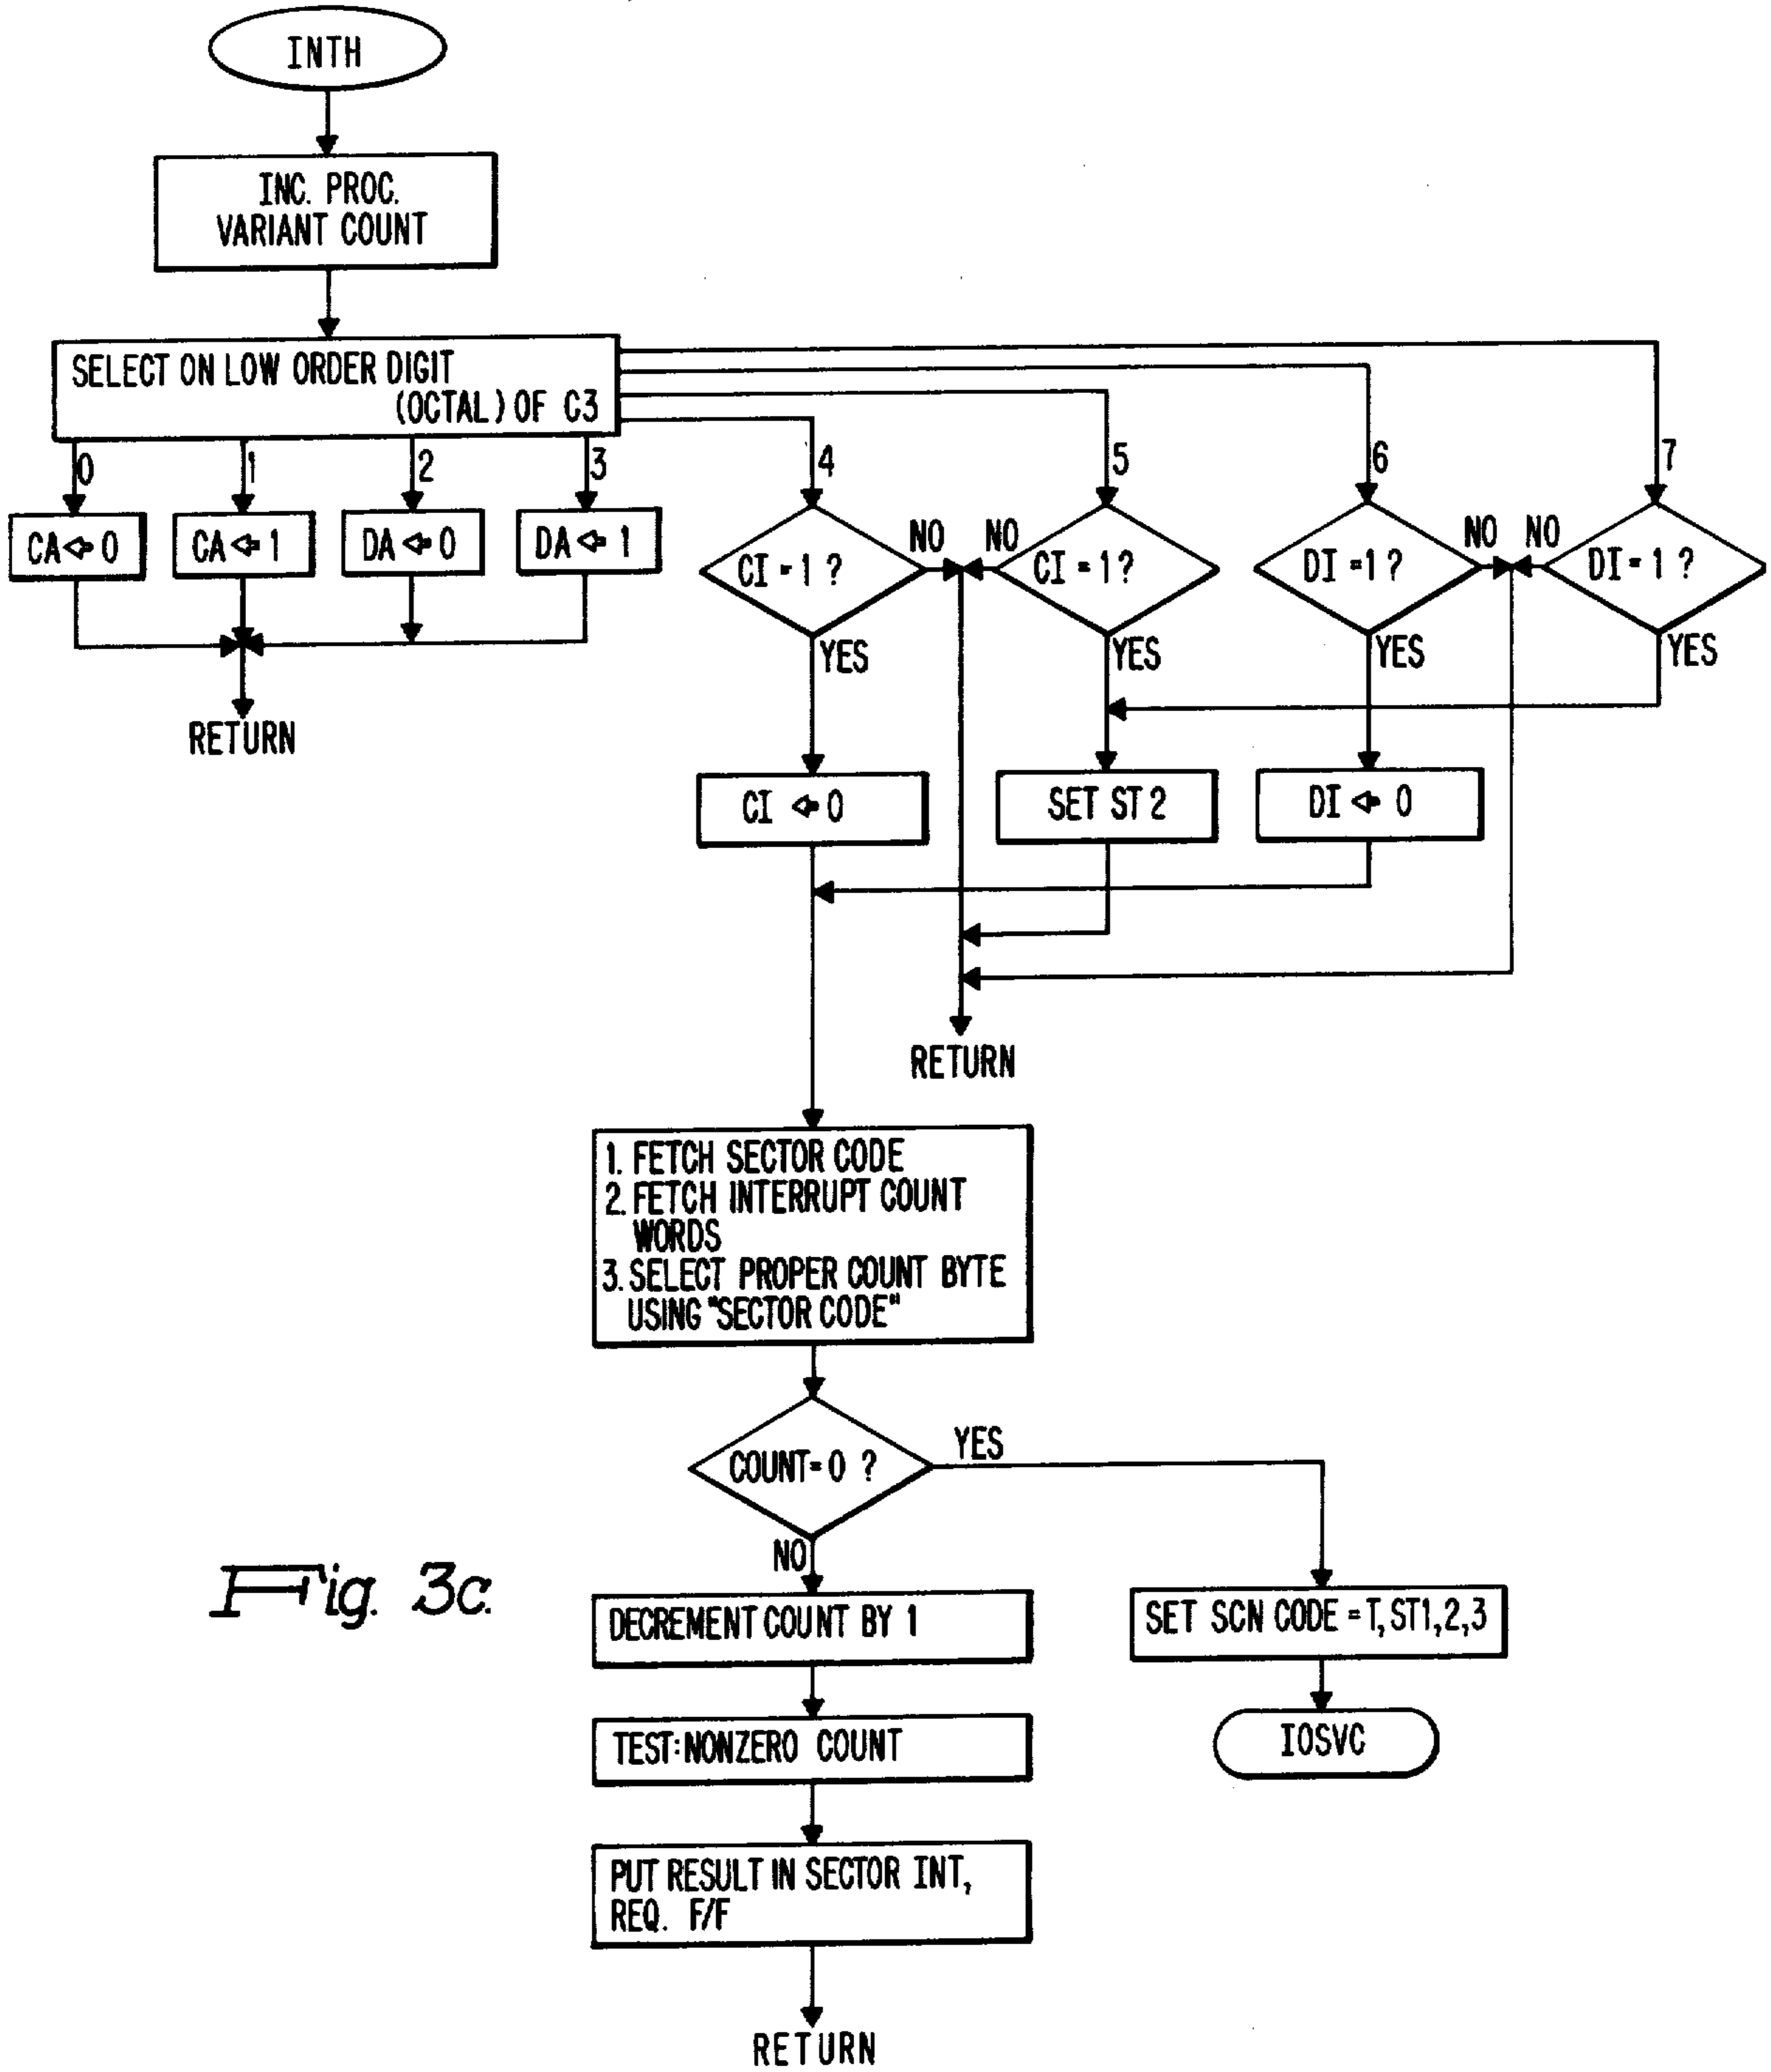 INTH
INC. PROC.
VARIANT COUNT
SELECT ON LOW ORDER DIGIT
(OCTAL) OF C3
0
1
2
3
4
5
6
7
CA⇦0
CA⇦1
DA⇦0
DA⇦1
CI = 1 ?
NO
NO
CI = 1?
DI =1?
NO
NO
DI = 1 ?
YES
YES
YES
YES
RETURN
CI ⇦ 0
SET ST 2
DI ⇦ 0
RETURN
1. FETCH SECTOR CODE
2. FETCH INTERRUPT COUNT
WORDS
3. SELECT PROPER COUNT BYTE
USING "SECTOR CODE"
COUNT=0 ?
YES
NO
Fig. 3c.
DECREMENT COUNT BY 1
SET SCN CODE = T, ST1,2,3
TEST: NONZERO COUNT
IOSVC
PUT RESULT IN SECTOR INT,
REQ. F/F
RETURN